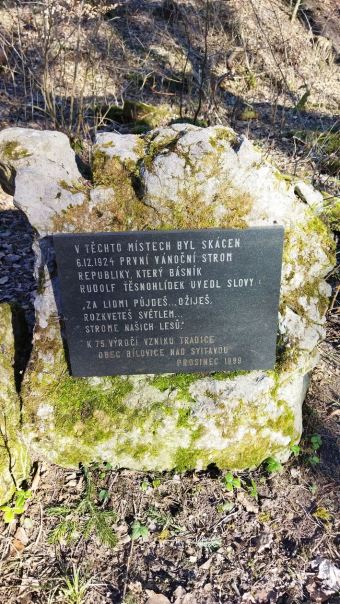 V TĚCHTO MÍSTECH BYL SKÁCEN
6.12.1924 PRVNÍ VÁNOČNÍ STROM
REPUBLIKY, KTERÝ BÁSNÍK
RUDOLF TĚSNOHLÍDEK UVEDL SLOVY:
„ZA LIDMI PŮJDEŠ...OŽIJEŠ.
ROZKVETEŠ SVĚTLEM...
STROME NAŠICH LESŮ."
K 75.VÝROČÍ VZNIKU TRADICE
OBEC BÍLOVICE NAD SVITAVOU
PROSINEC 1999